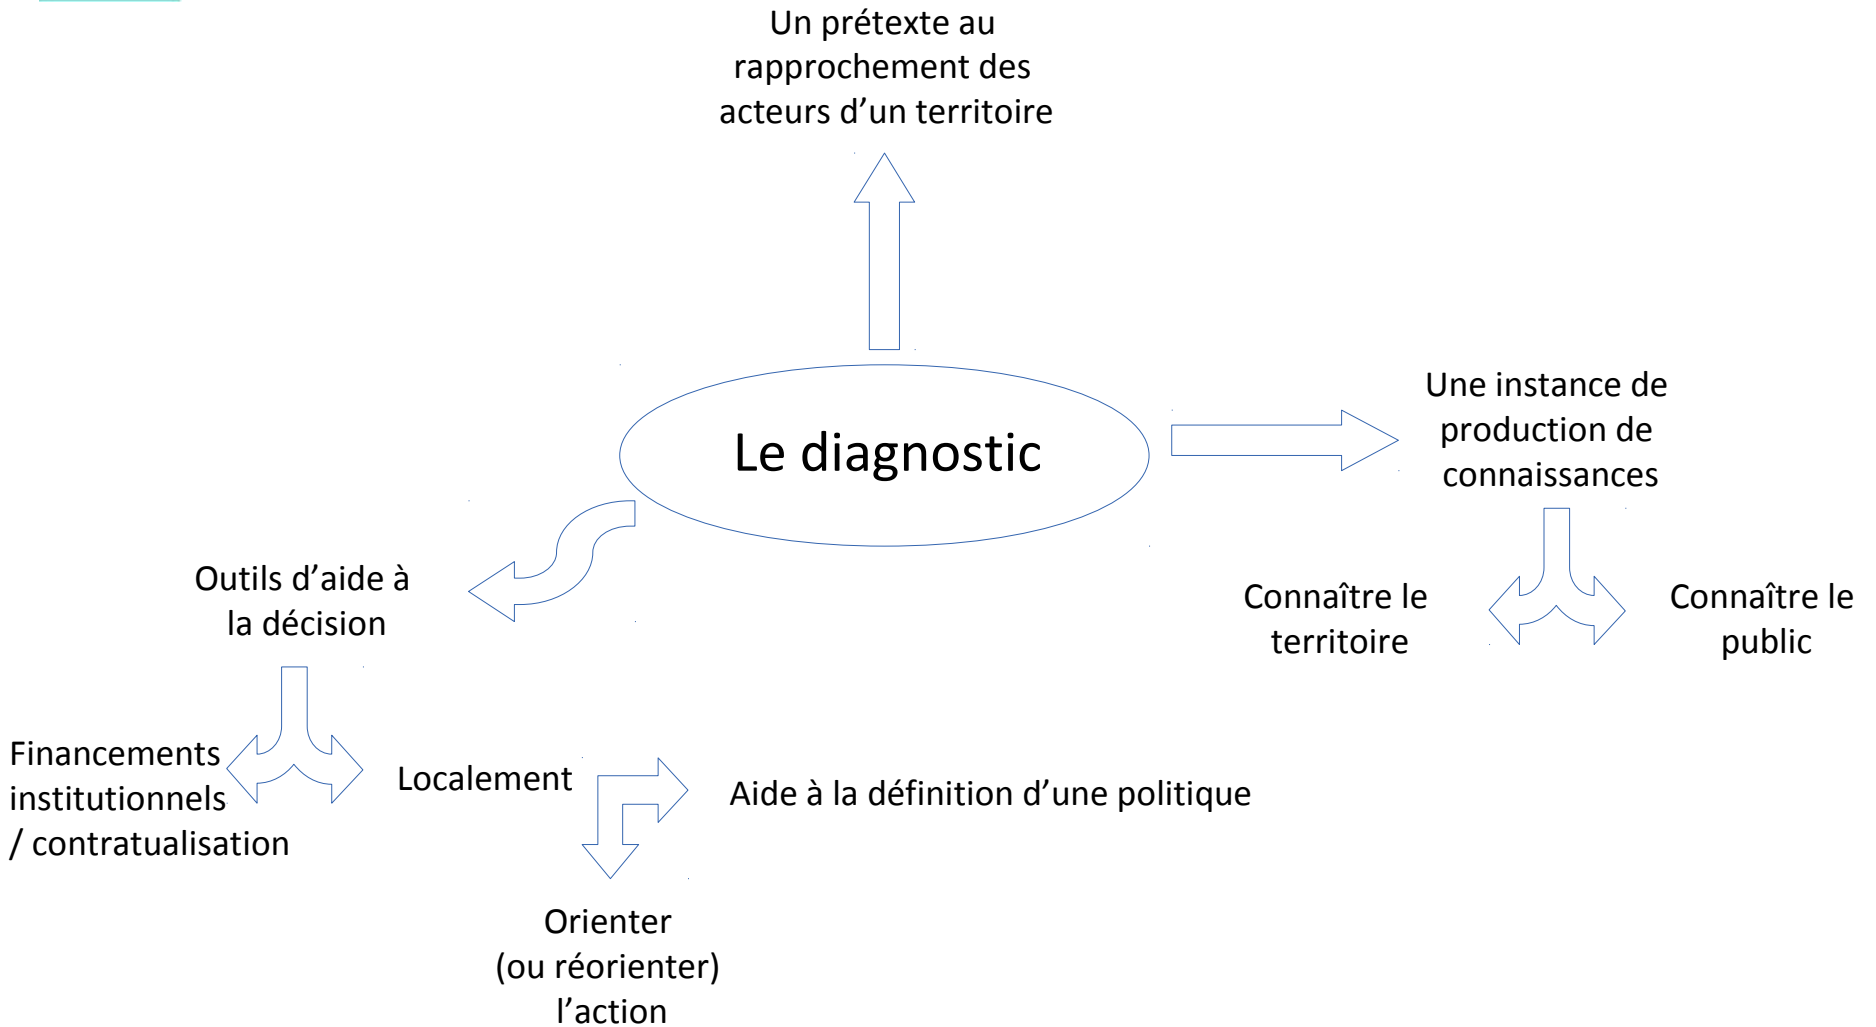 Un prétexte au
rapprochement des
acteurs d’un territoire
Le diagnostic
Une instance de
production de
connaissances
Connaître le
territoire
Connaître le
public
Outils d’aide à
la décision
Financements
institutionnels
/ contratualisation
Localement
Aide à la définition d’une politique
Orienter
(ou réorienter)
l’action